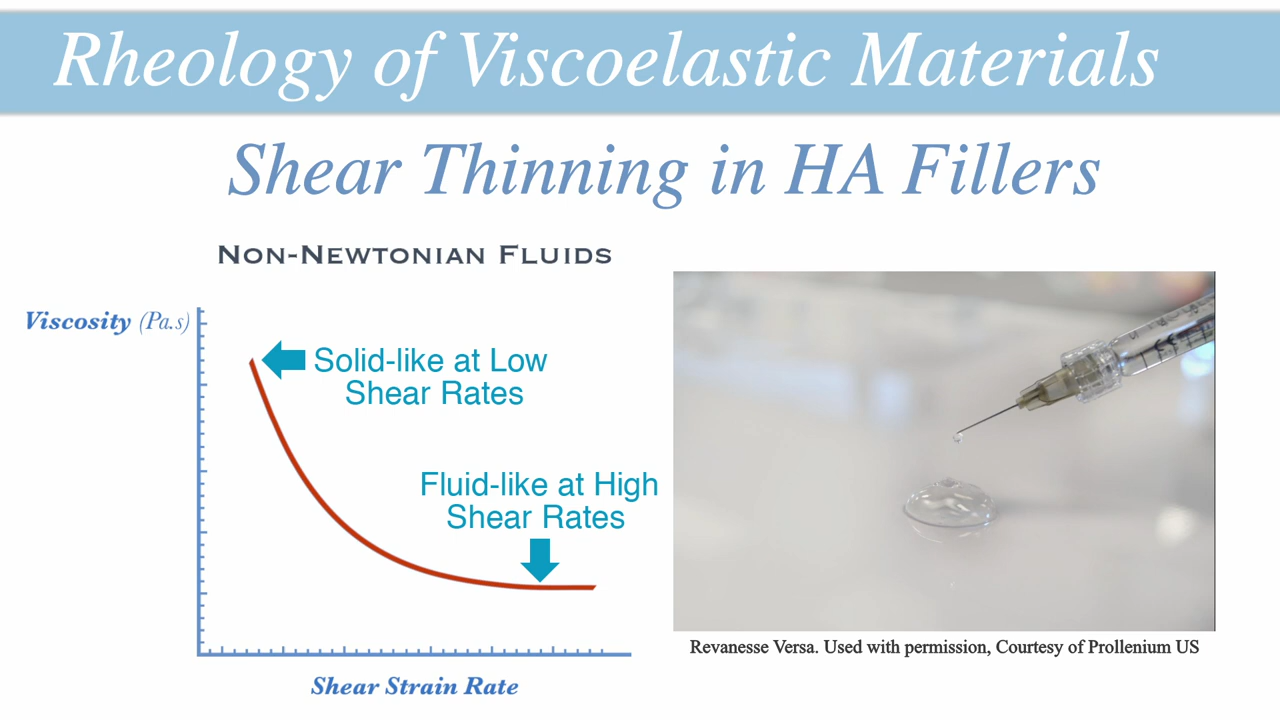 Rheology of Viscoelastic Materials
Shear Thinning in HA Fillers
Non-Newtonian Fluids
Viscosity (Pa.s)
Solid-like at Low
Shear Rates
Fluid-like at High
Shear Rates
Shear Strain Rate
Revanesse Versa. Used with permission, Courtesy of Prollenium US